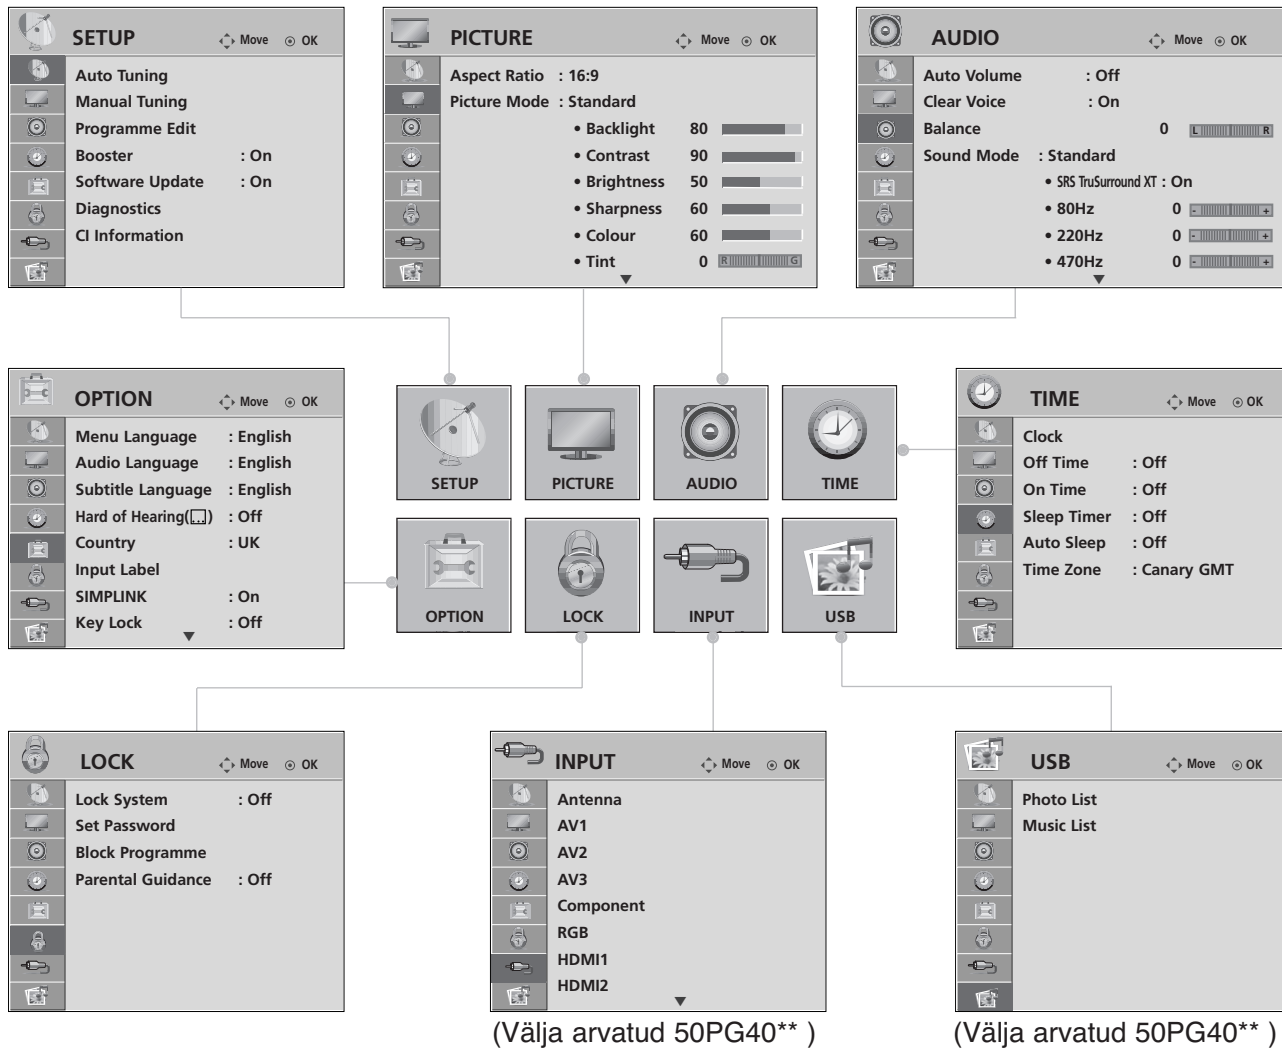 SETUP Move OK
Auto Tuning
Manual Tuning
Programme Edit
Booster : On
Software Update : On
Diagnostics
CI Information
PICTURE Move OK
Aspect Ratio : 16:9
Picture Mode : Standard
• Backlight 80
• Contrast 90
• Brightness 50
• Sharpness 60
• Colour 60
• Tint 0 R G
AUDIO Move OK
Auto Volume : Off
Clear Voice : On
Balance 0 L R
Sound Mode : Standard
• SRS TruSurround XT : On
• 80Hz 0 - +
• 220Hz 0 - +
• 470Hz 0 - +
OPTION Move OK
Menu Language : English
Audio Language : English
Subtitle Language : English
Hard of Hearing( ) : Off
Country : UK
Input Label
SIMPLINK : On
Key Lock : Off
SETUP
PICTURE
AUDIO
TIME
OPTION
LOCK
INPUT
USB
TIME Move OK
Clock
Off Time : Off
On Time : Off
Sleep Timer : Off
Auto Sleep : Off
Time Zone : Canary GMT
LOCK Move OK
Lock System : Off
Set Password
Block Programme
Parental Guidance : Off
INPUT Move OK
Antenna
AV1
AV2
AV3
Component
RGB
HDMI1
HDMI2
(Välja arvatud 50PG40** )
USB Move OK
Photo List
Music List
(Välja arvatud 50PG40** )